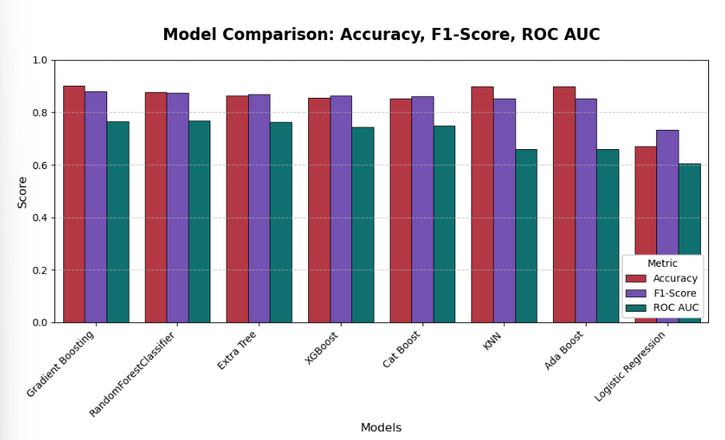 Model Comparison: Accuracy, F1-Score, ROC AUC
1.0
0.8
0.6
0.4
0.2
0.0
Score
Metric
Accuracy
F1-Score
ROC AUC
Gradient Boosting
RandomForestClassifier
Extra Tree
XGBoost
Cat Boost
KNN
Ada Boost
Logistic Regression
Models